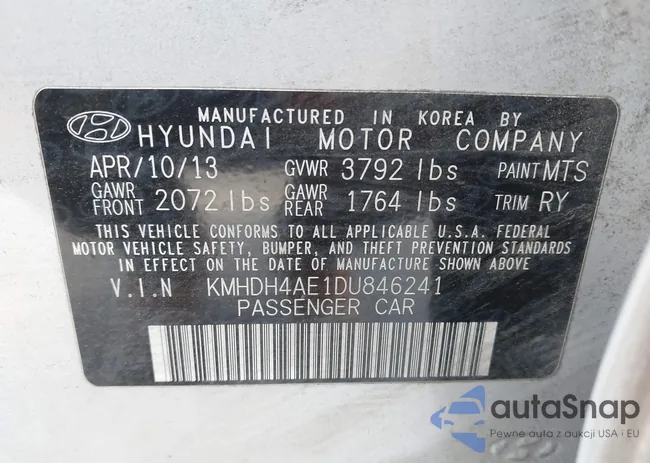 MANUFACTURED IN KOREA BY
HYUNDAI MOTOR COMPANY
APR/10/13 GVWR 3792 lbs PAINT MTS
GAWR FRONT 2072 lbs GAWR REAR 1764 lbs TRIM RY
THIS VEHICLE CONFORMS TO ALL APPLICABLE U.S.A. FEDERAL
MOTOR VEHICLE SAFETY, BUMPER, AND THEFT PREVENTION STANDARDS
IN EFFECT ON THE DATE OF MANUFACTURE SHOWN ABOVE
V.I.N KMHDH4AE1DU846241
PASSENGER CAR
autoSnap
Pewne auta z aukcji USA i EU